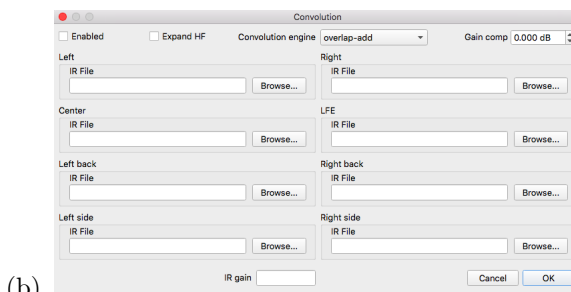 Convolution
Enabled Expand HF Convolution engine overlap-add Gain comp 0.000 dB
Left Right
IR File IR File
Browse... Browse...
Center LFE
IR File IR File
Browse... Browse...
Left back Right back
IR File IR File
Browse... Browse...
Left side Right side
IR File IR File
Browse... Browse...
IR gain Cancel OK
(b)